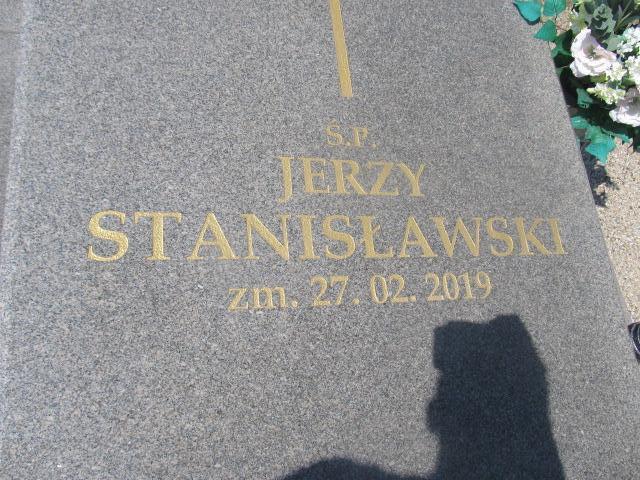 Ś.P.
JERZY
STANISŁAWSKI
zm. 27. 02. 2019